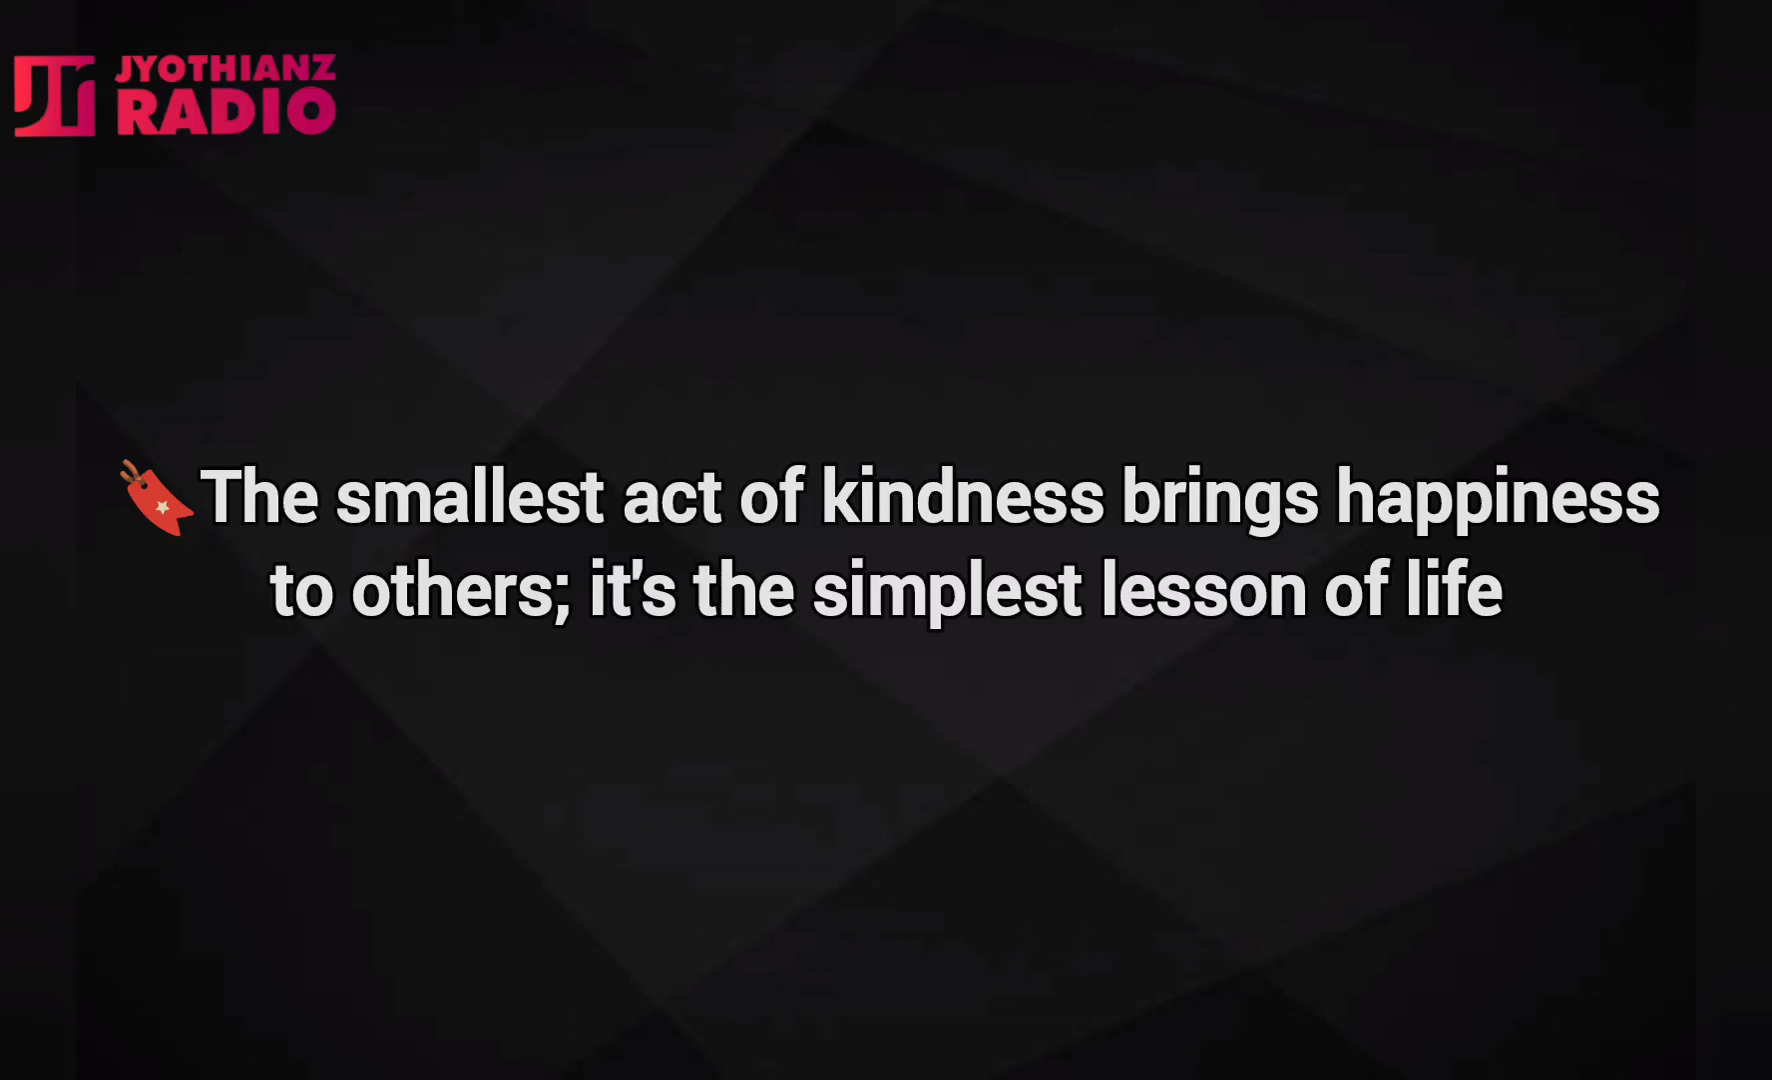 JYOTHIANZ
RADIO
🔖The smallest act of kindness brings happiness
to others; it's the simplest lesson of life